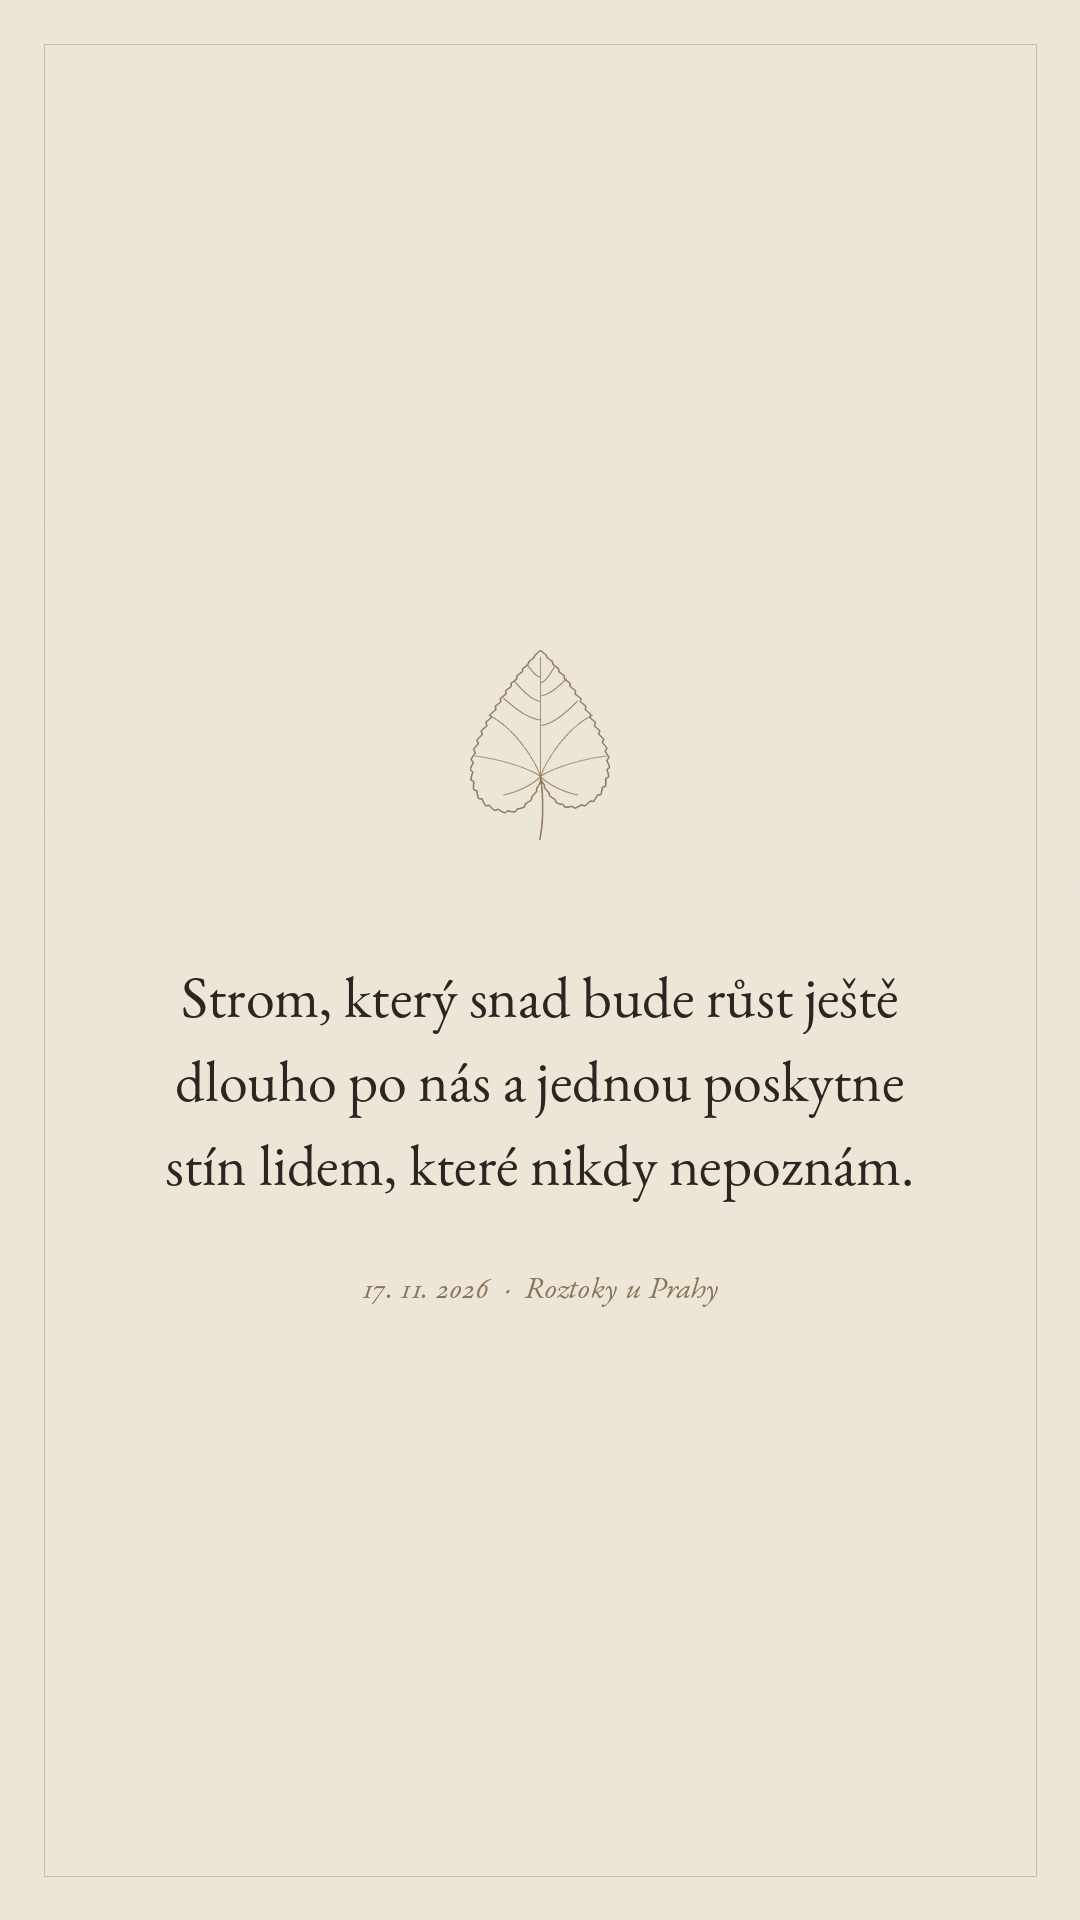 Strom, který snad bude růst ještě
dlouho po nás a jednou poskytne
stín lidem, které nikdy nepoznám.
17. 11. 2026 · Roztoky u Prahy